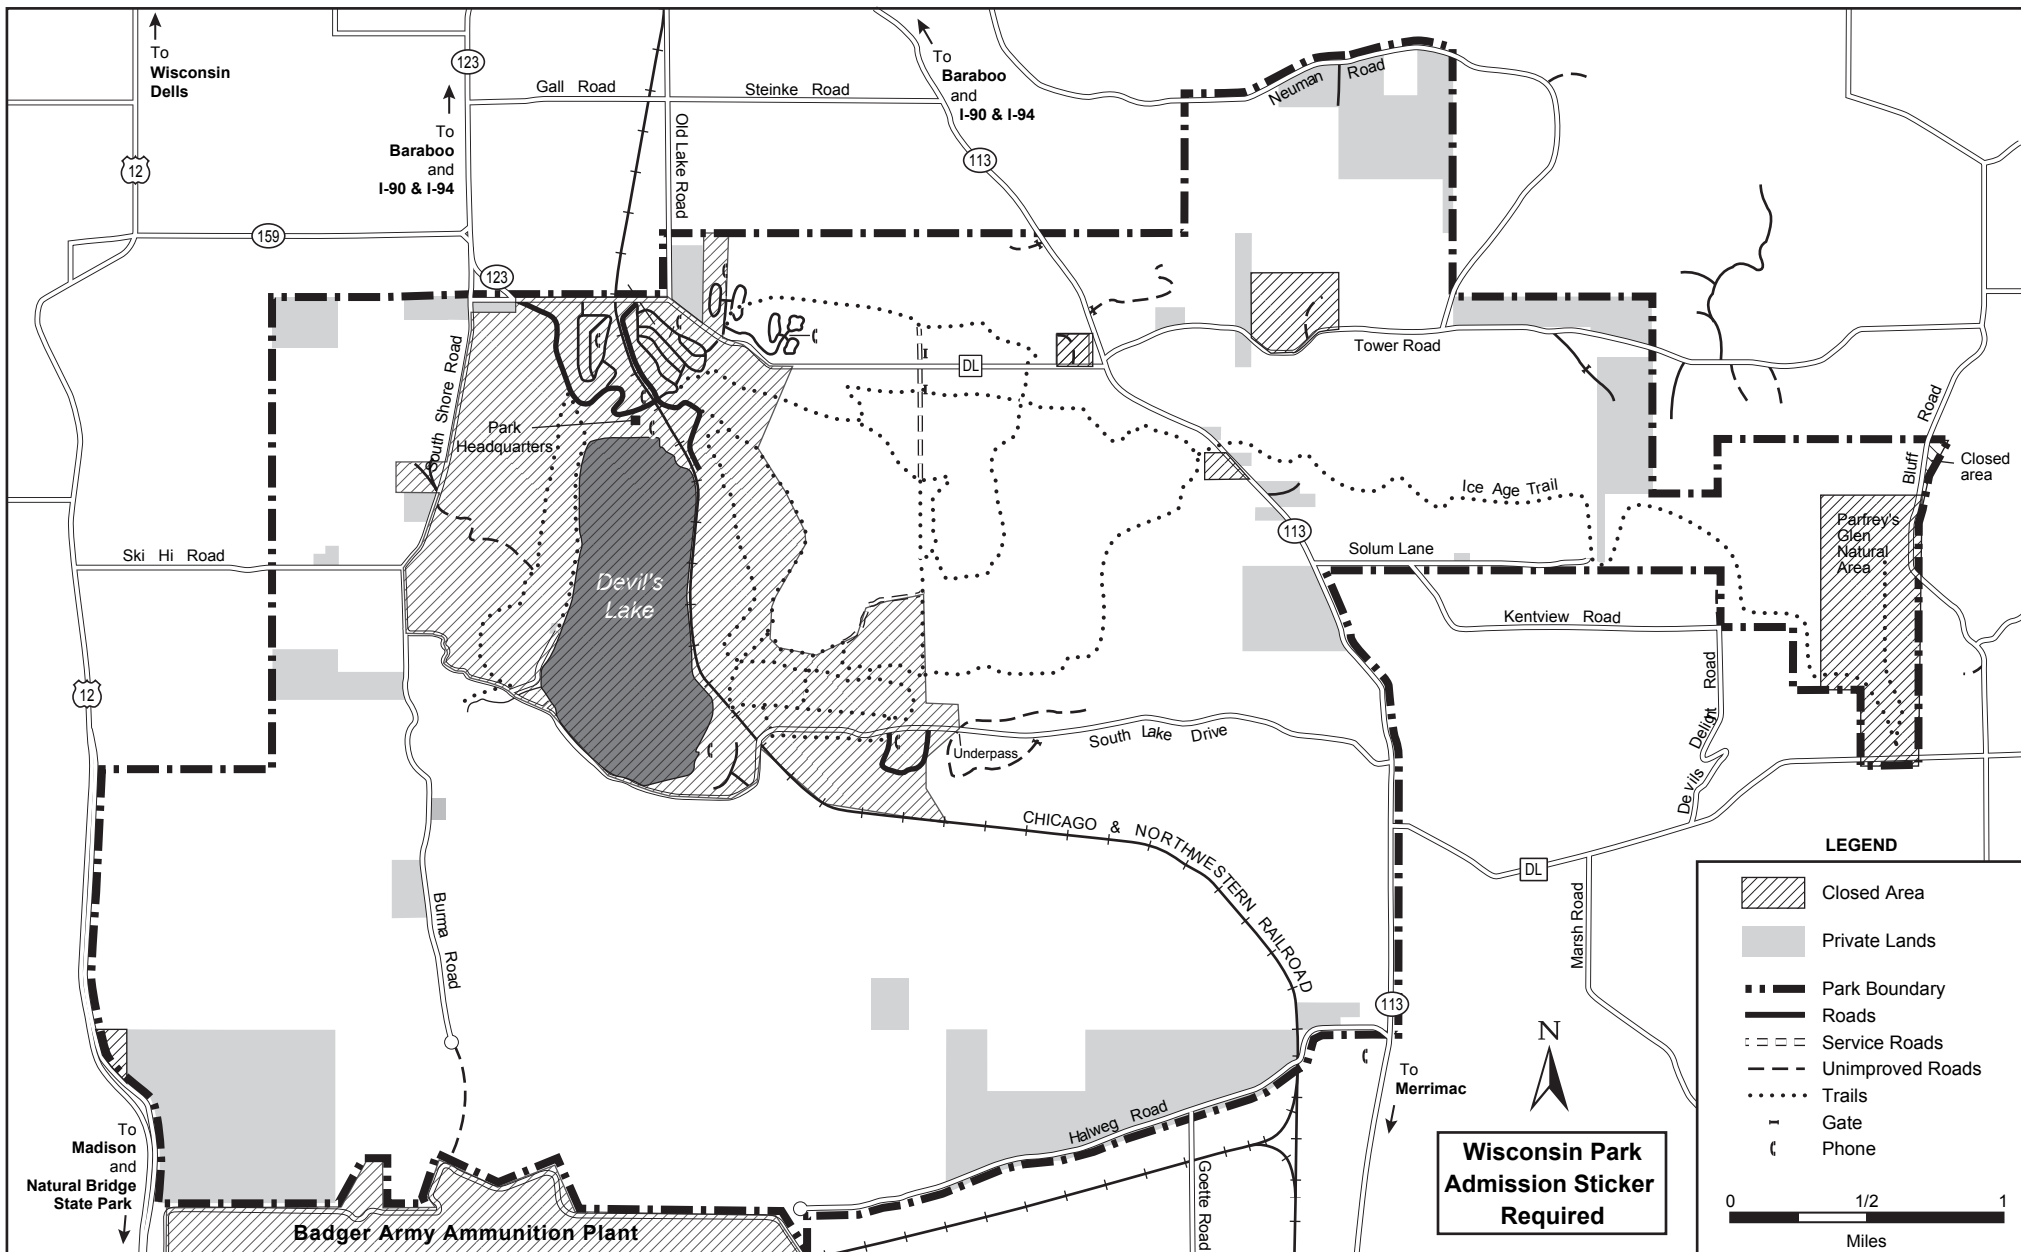 To
Wisconsin
Dells
123
To
Baraboo
and
I-90 & I-94
Gall Road
Steinke Road
Old Lake Road
To
Baraboo
and
I-90 & I-94
113
Neuman Road
12
159
123
South Shore Road
Park
Headquarters
DL
Tower Road
Bluff Road
Closed
area
Ice Age Trail
Parfrey's
Glen
Natural
Area
113
Solum Lane
Ski Hi Road
Devil's
Lake
Kentview Road
Devils Delight Road
12
South Lake Drive
Underpass
CHICAGO & NORTHWESTERN RAILROAD
Burma Road
DL
Marsh Road
113
To
Merrimac
Halweg Road
Goette Road
To
Madison
and
Natural Bridge
State Park
Badger Army Ammunition Plant
N
Wisconsin Park
Admission Sticker
Required
LEGEND
Closed Area
Private Lands
Park Boundary
Roads
Service Roads
Unimproved Roads
Trails
Gate
Phone
0 1/2 1
Miles